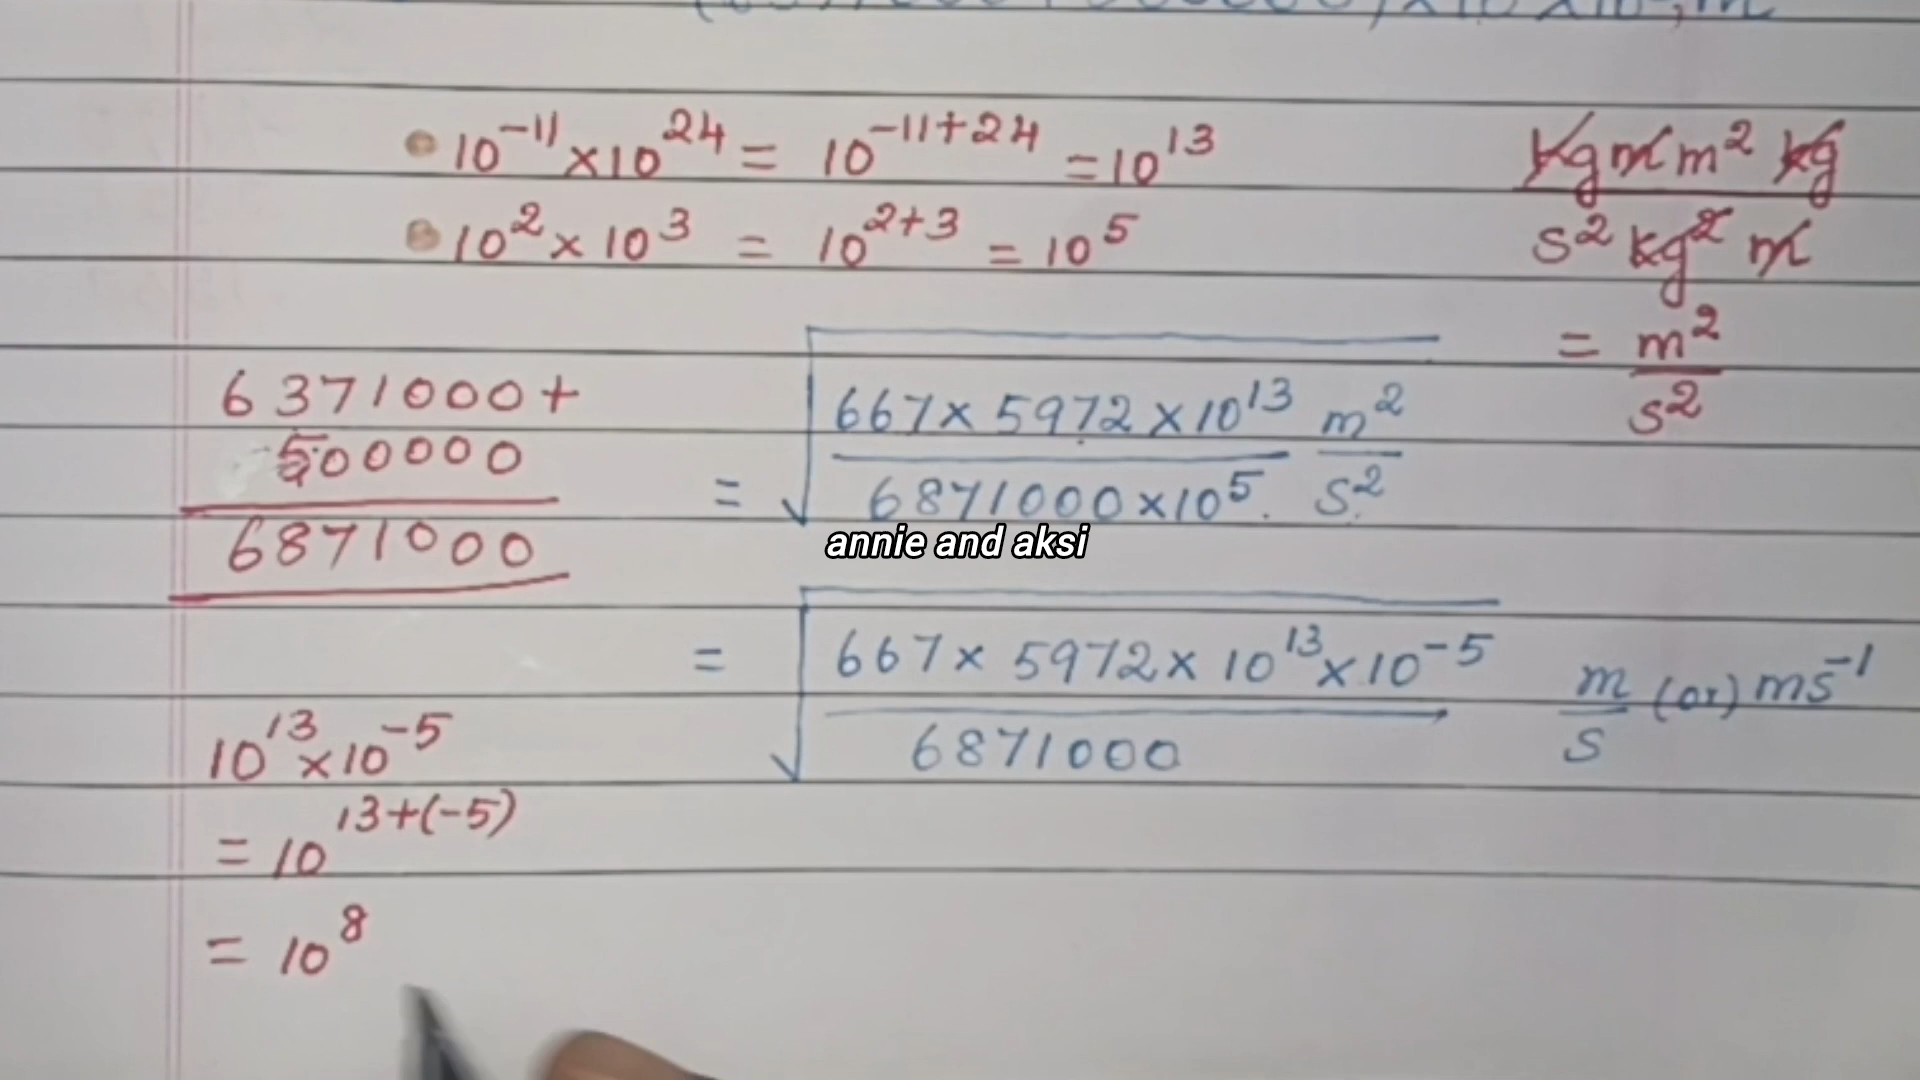 10⁻¹¹ × 10²⁴ = 10⁻¹¹⁺²⁴ = 10¹³
10² × 10³ = 10²⁺³ = 10⁵
kg m m² kg
s² kg² m
= m²
s²
6371000+
500000
6871000
= √ 667 × 5972 × 10¹³ m²
6871000 × 10⁵ s²
annie and aksi
= √ 667 × 5972 × 10¹³ × 10⁻⁵ m (or) ms⁻¹
6871000 s
10¹³ × 10⁻⁵
= 10¹³⁺⁽⁻⁵⁾
= 10⁸